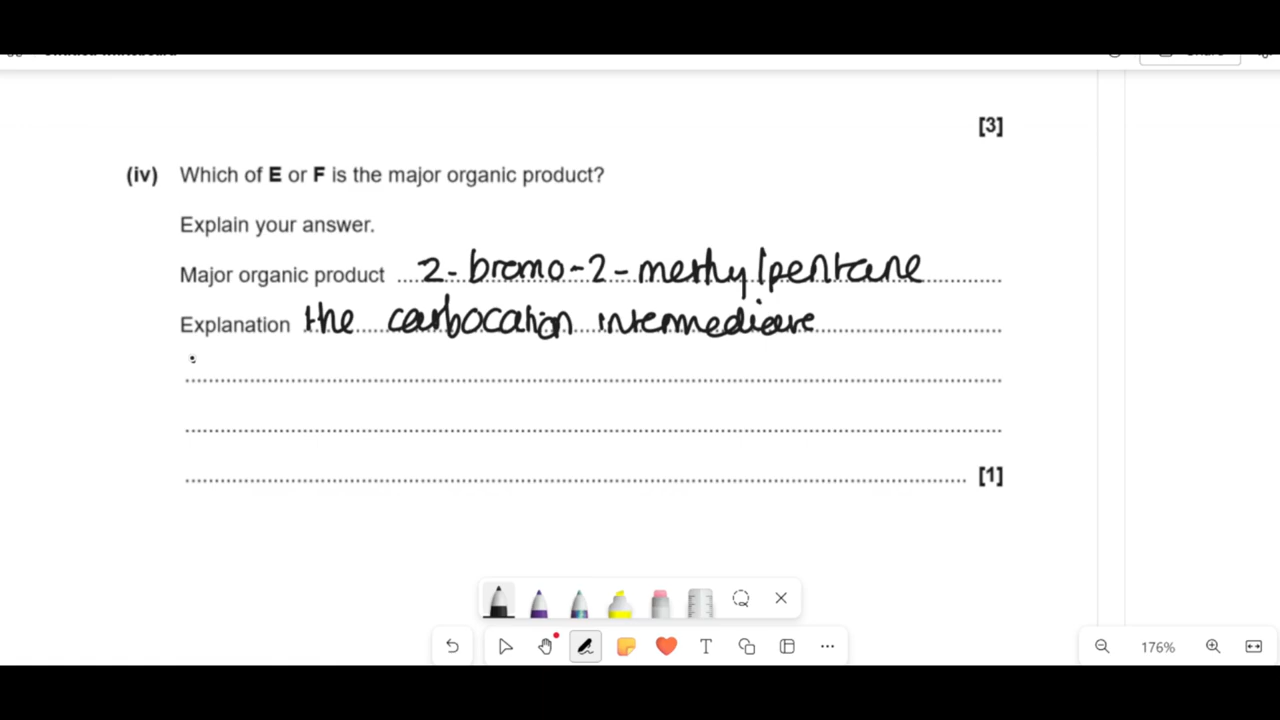 [3]
(iv) Which of E or F is the major organic product?
Explain your answer.
Major organic product 2-bromo-2-methylpentane
Explanation the carbocation intermediate
[1]
176%